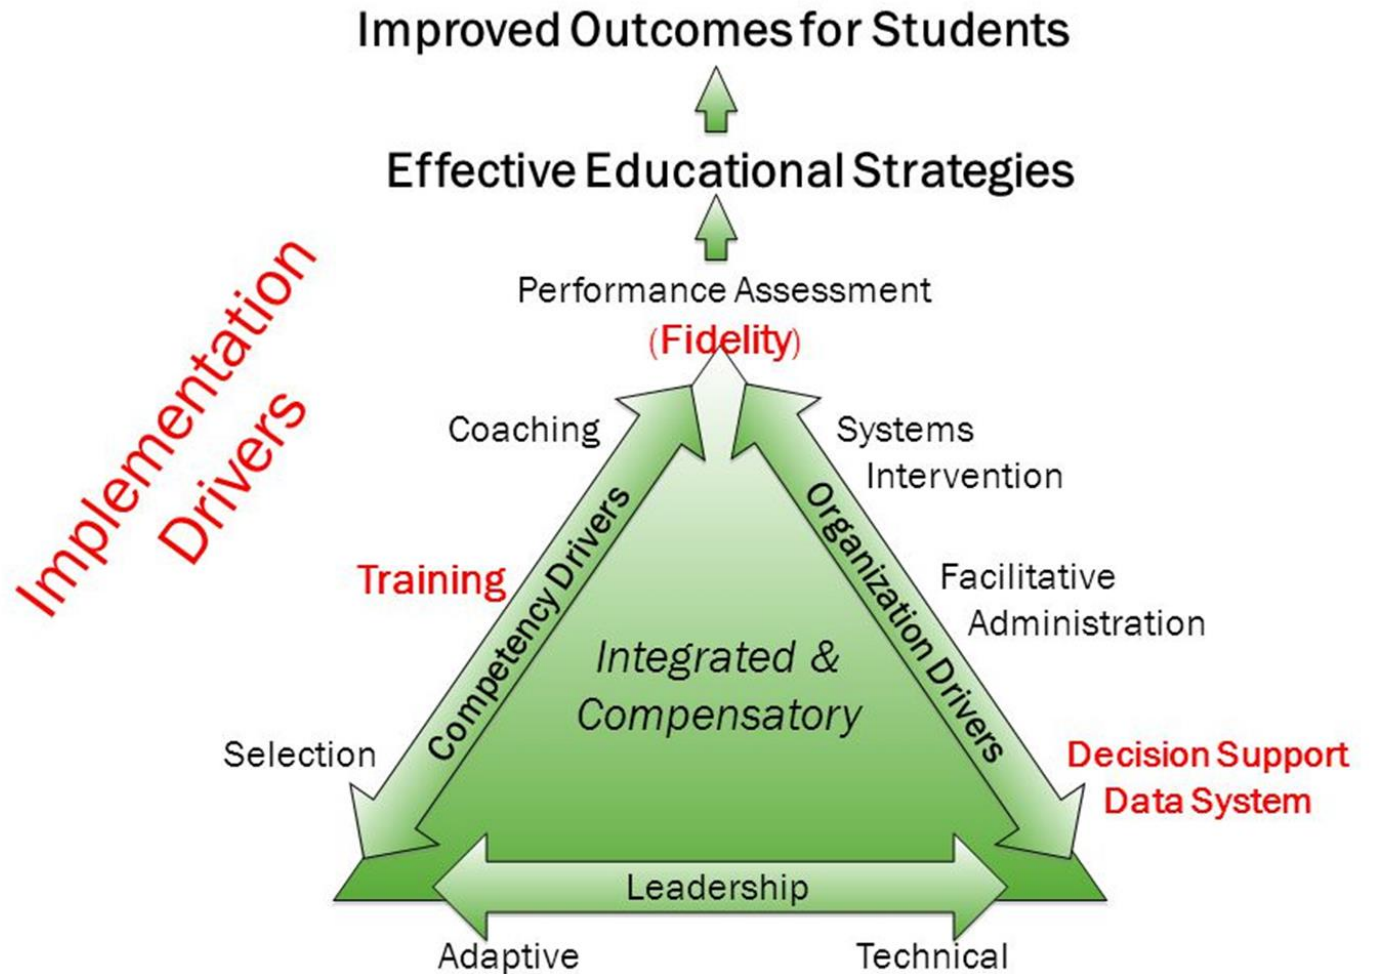 Improved Outcomes for Students
Effective Educational Strategies
Performance Assessment
(Fidelity)
Implementation
Drivers
Coaching
Training
Selection
Competency Drivers
Systems
Intervention
Facilitative
Administration
Decision Support
Data System
Organization Drivers
Integrated &
Compensatory
Leadership
Adaptive
Technical